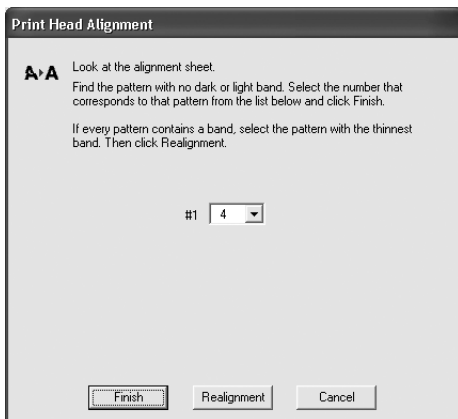 Print Head Alignment
A▸A
Look at the alignment sheet.
Find the pattern with no dark or light band. Select the number that
corresponds to that pattern from the list below and click Finish.
If every pattern contains a band, select the pattern with the thinnest
band. Then click Realignment.
#1 4
Finish Realignment Cancel